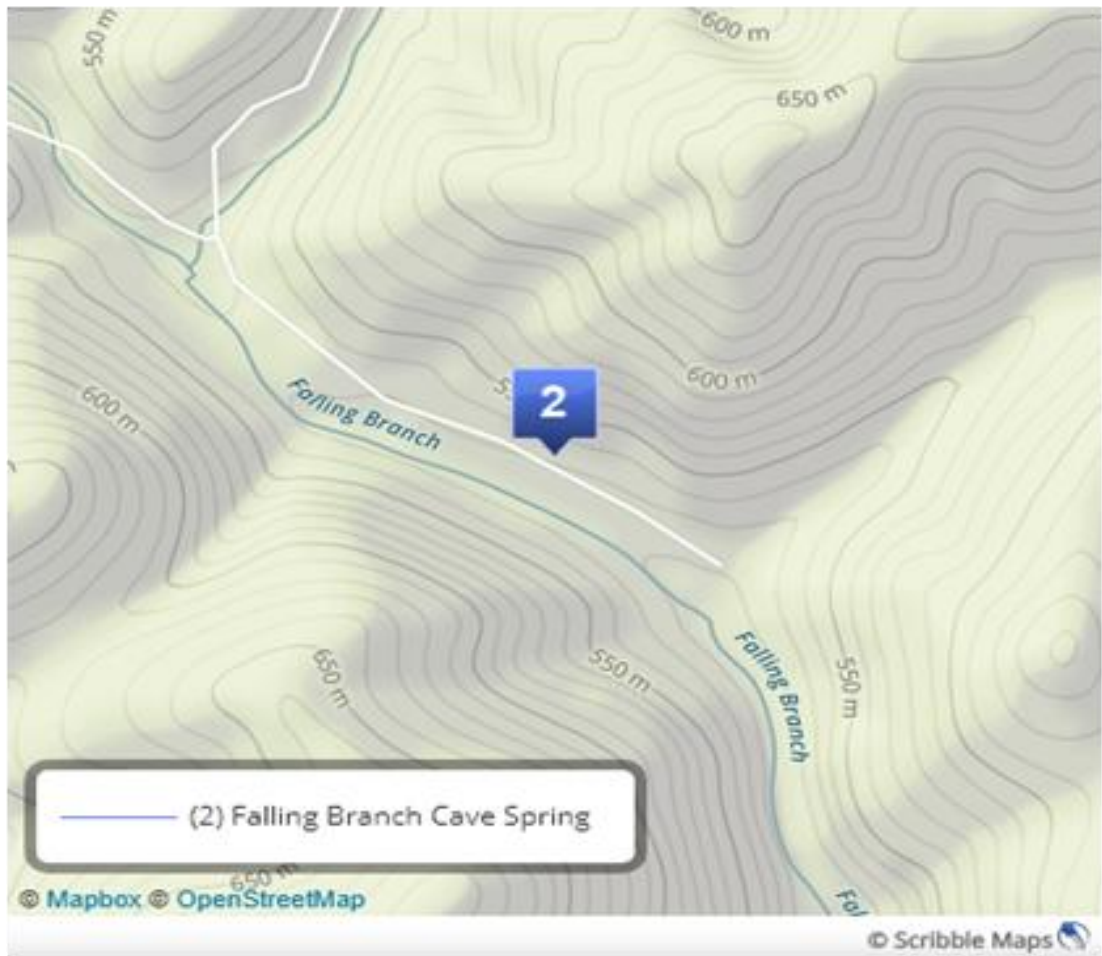 550 m
600 m
650 m
600 m
2
Falling Branch
600 m
550 m
650 m
Falling Branch
550 m
(2) Falling Branch Cave Spring
650 m
© Mapbox © OpenStreetMap
© Scribble Maps